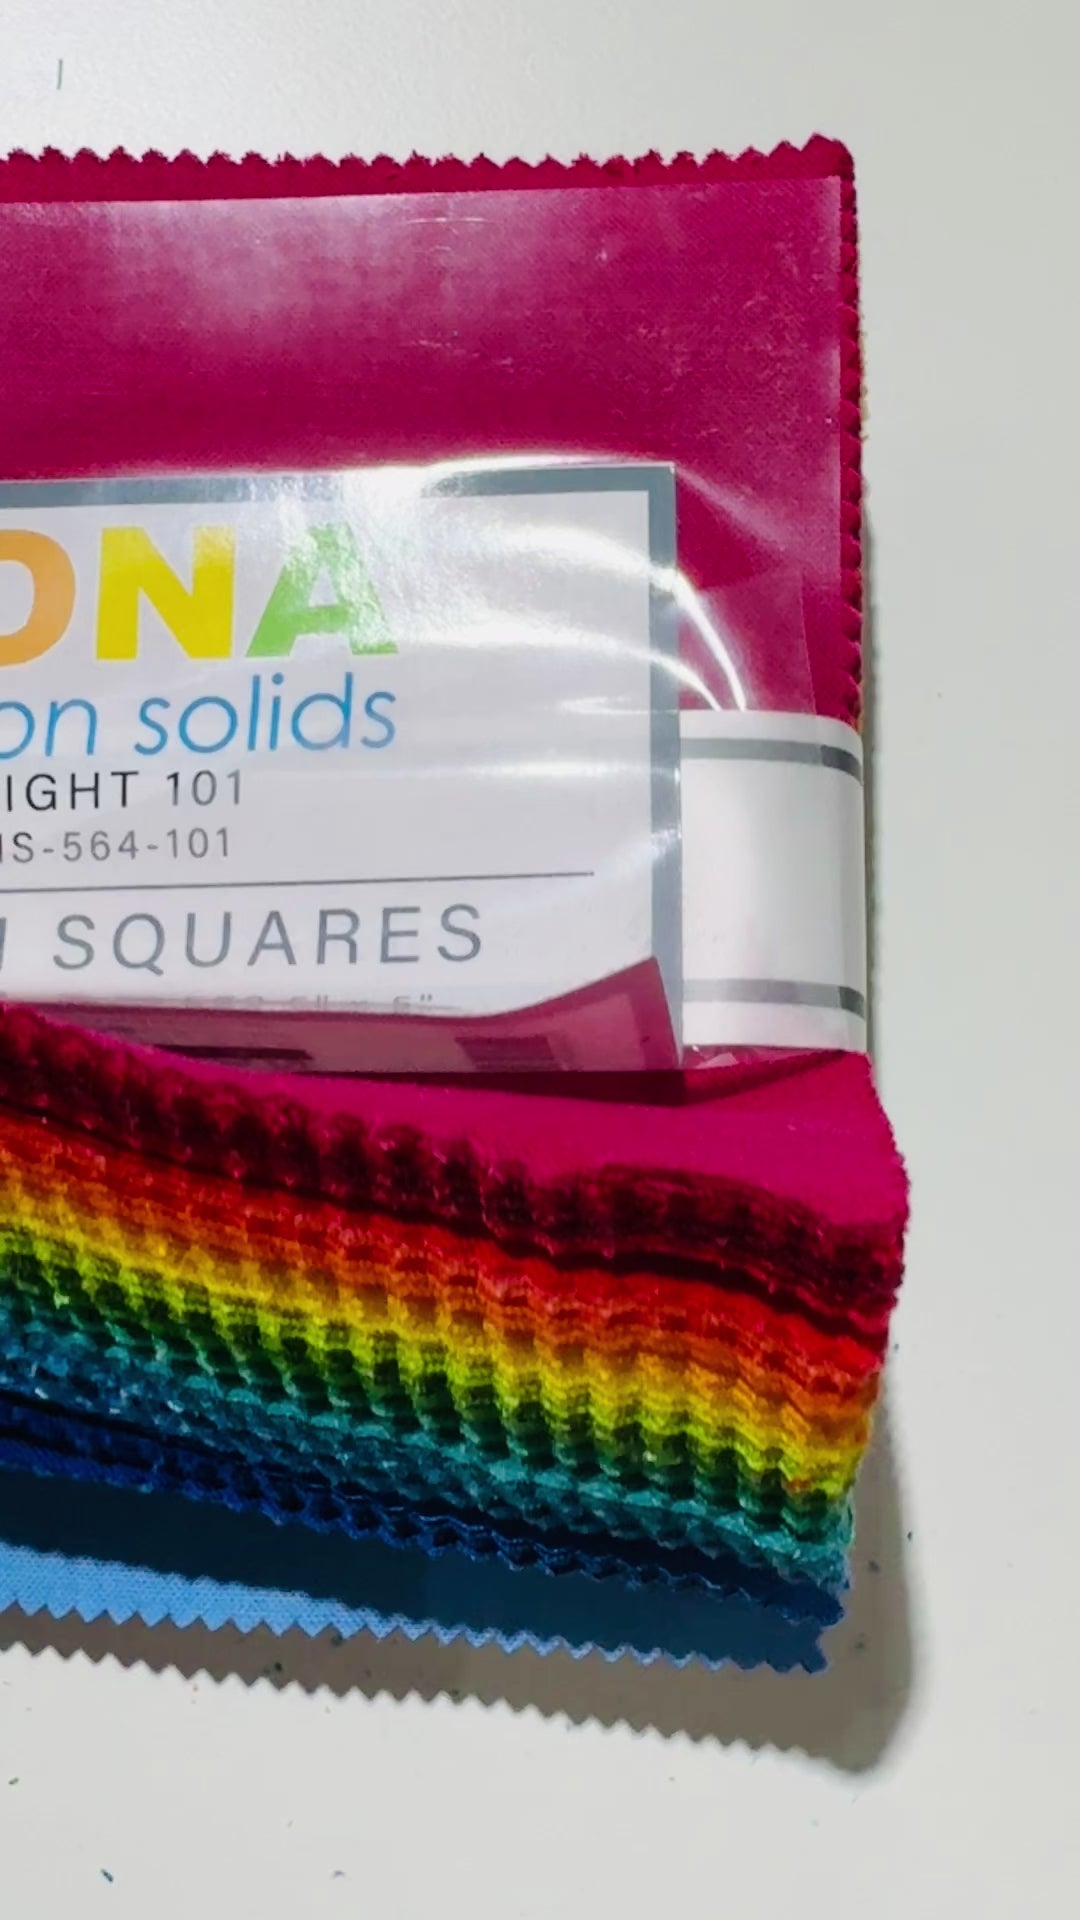 ONA
on solids
IGHT 101
S-564-101
SQUARES